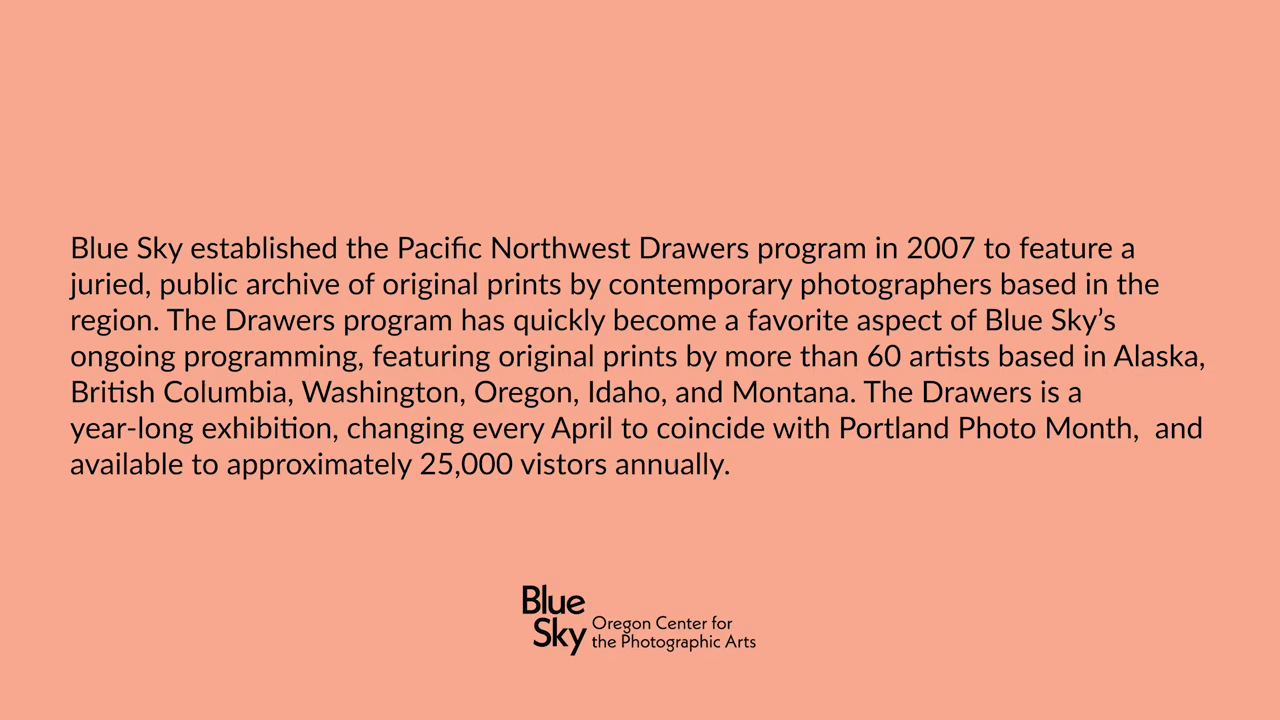 Blue Sky established the Pacific Northwest Drawers program in 2007 to feature a
juried, public archive of original prints by contemporary photographers based in the
region. The Drawers program has quickly become a favorite aspect of Blue Sky’s
ongoing programming, featuring original prints by more than 60 artists based in Alaska,
British Columbia, Washington, Oregon, Idaho, and Montana. The Drawers is a
year-long exhibition, changing every April to coincide with Portland Photo Month,  and
available to approximately 25,000 vistors annually.
Blue
Sky
Oregon Center for
the Photographic Arts